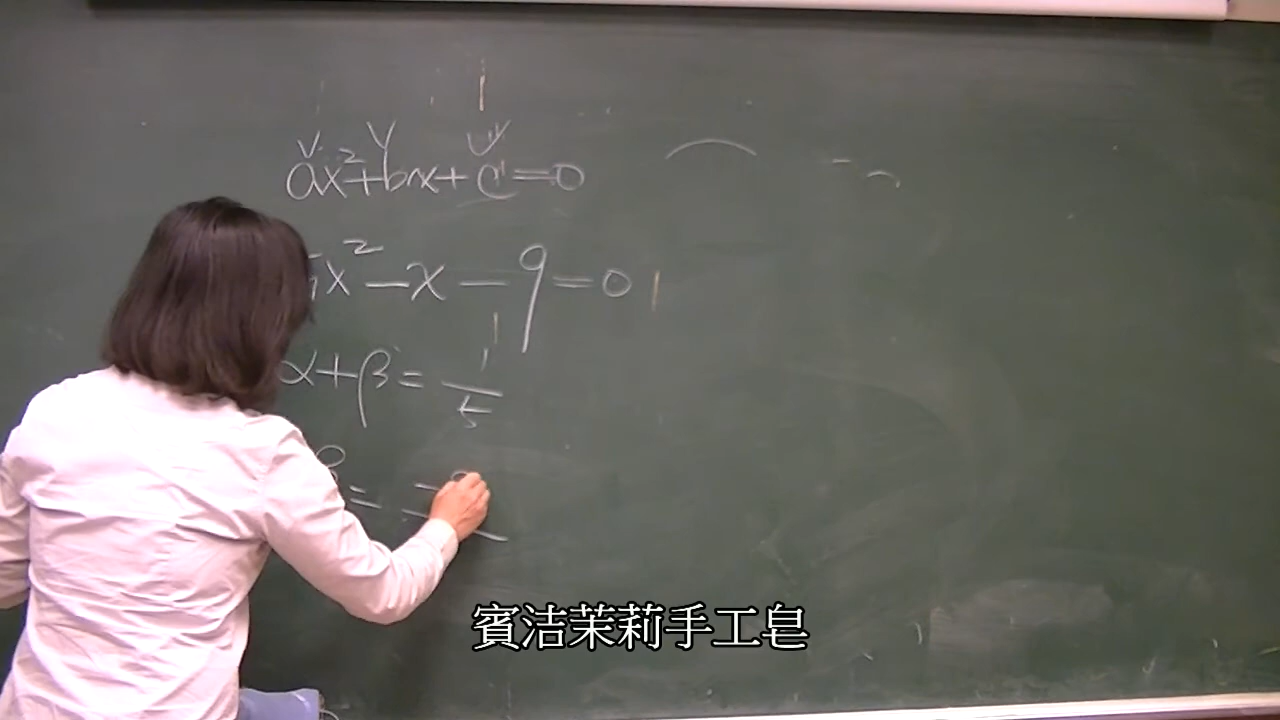 ax²+bx+c=0
x²-x-9=0
α+β=1/5
β=-
賓洁茉莉手工皂